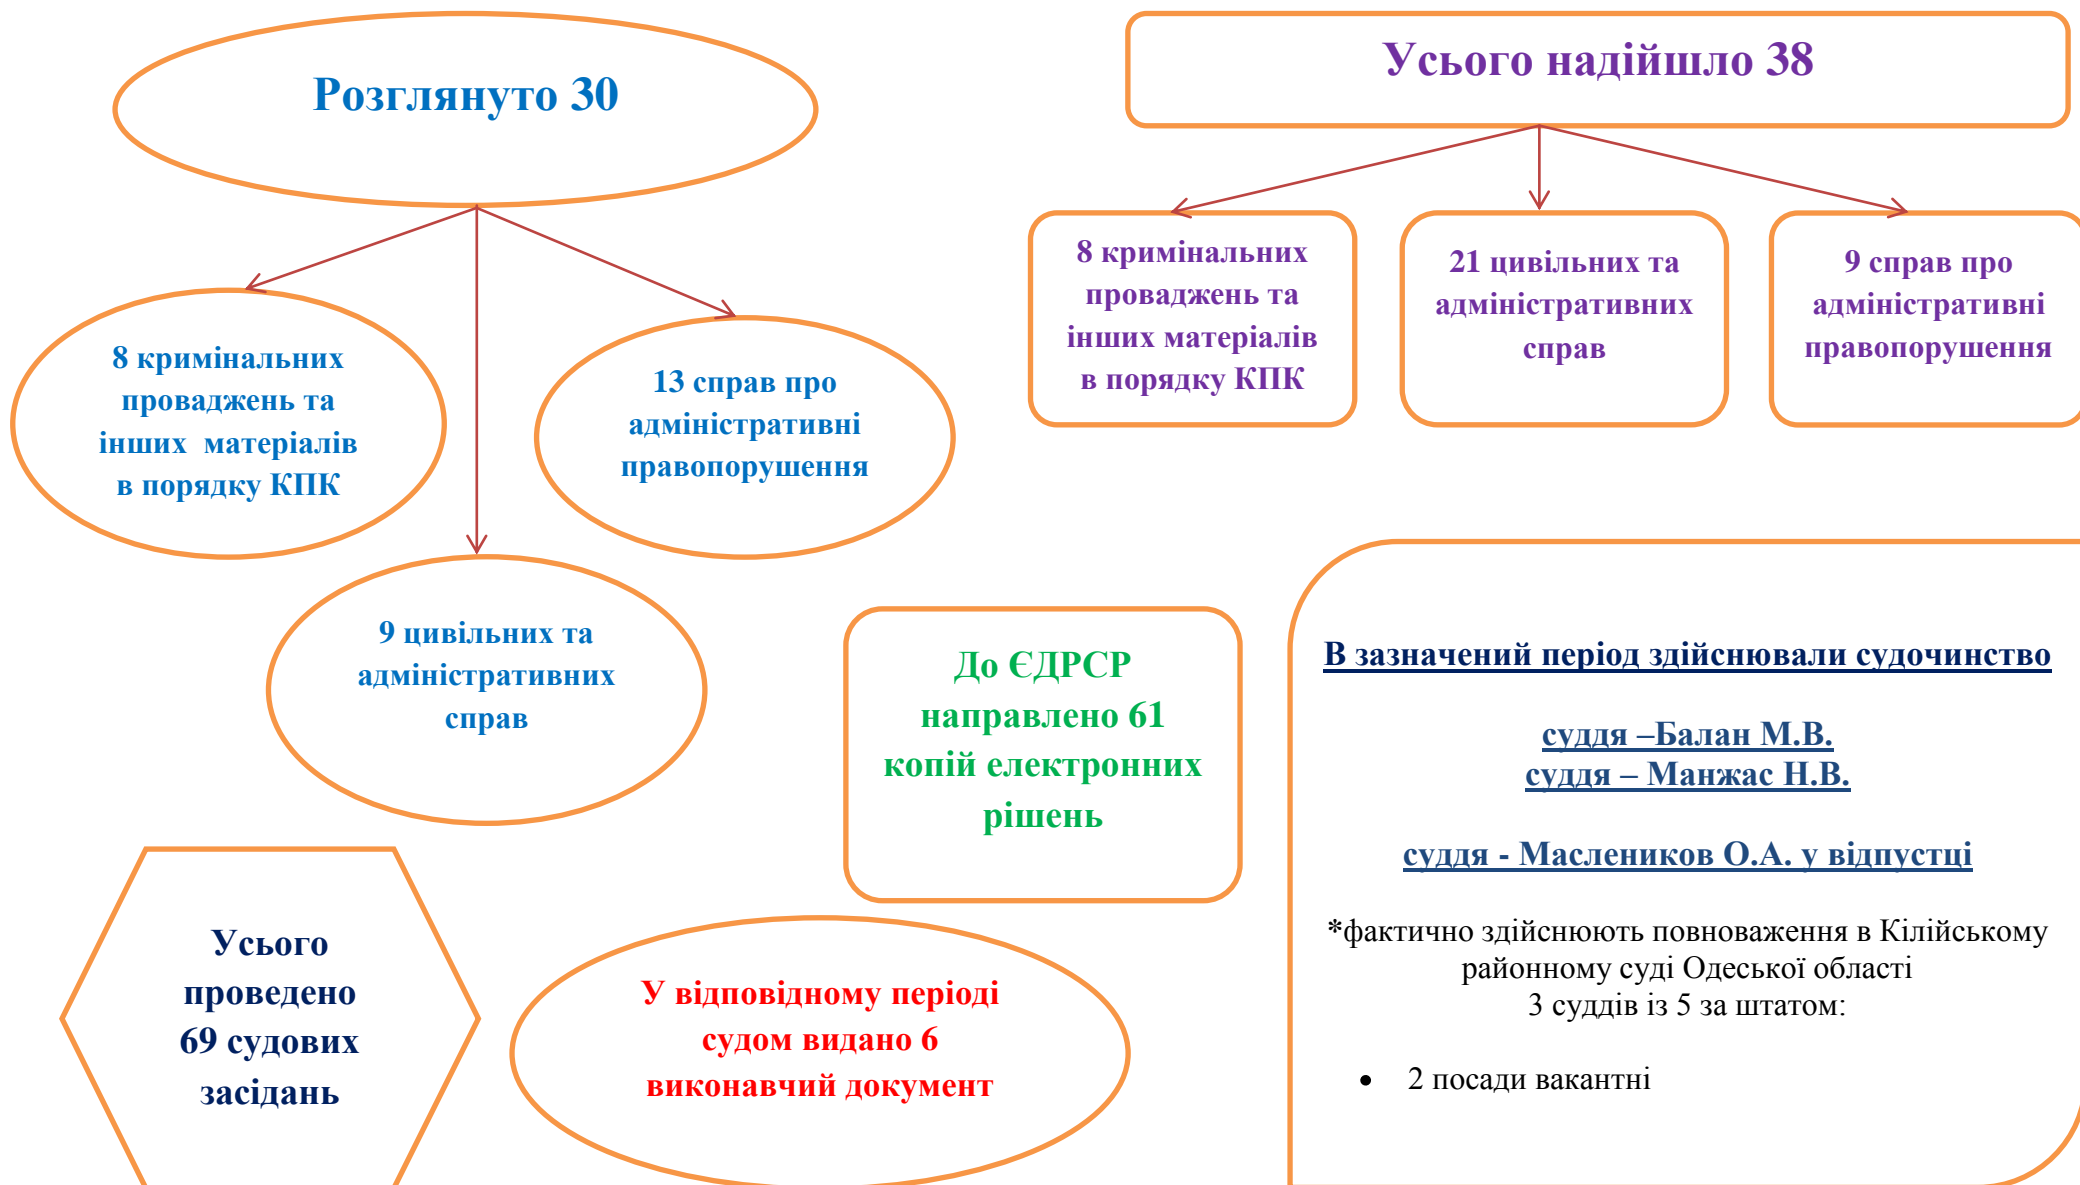 Розглянуто 30
8 кримінальних
проваджень та
інших матеріалів
в порядку КПК
13 справ про
адміністративні
правопорушення
9 цивільних та
адміністративних
справ
Усього надійшло 38
8 кримінальних
проваджень та
інших матеріалів
в порядку КПК
21 цивільних та
адміністративних
справ
9 справ про
адміністративні
правопорушення
До ЄДРСР
направлено 61
копій електронних
рішень
Усього
проведено
69 судових
засідань
У відповідному періоді
судом видано 6
виконавчий документ
В зазначений період здійснювали судочинство
суддя –Балан М.В.
суддя – Манжас Н.В.
суддя - Маслеников О.А. у відпустці
*фактично здійснюють повноваження в Кілійському
районному суді Одеської області
3 суддів із 5 за штатом:
• 2 посади вакантні